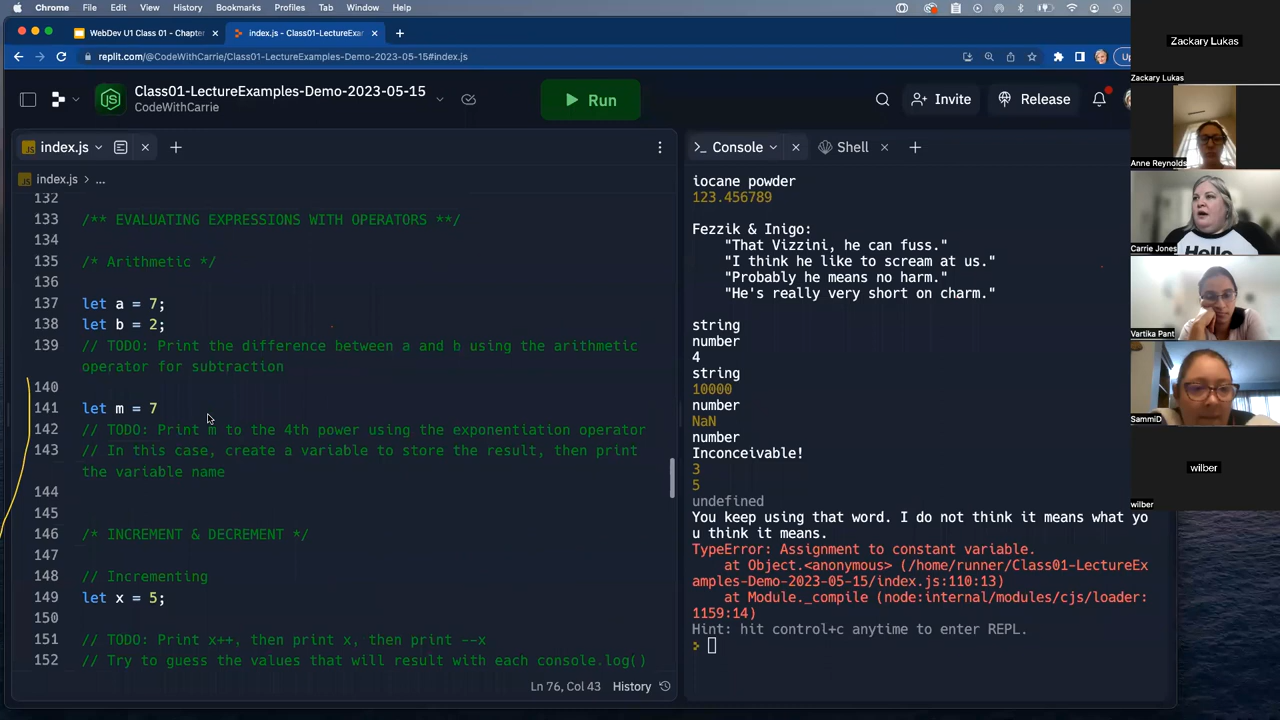 Chrome File Edit View History Bookmarks Profiles Tab Window Help
WebDev U1 Class 01 - Chapter
index.js - Class01-LectureExam
replit.com/@CodeWithCarrie/Class01-LectureExamples-Demo-2023-05-15#index.js
Class01-LectureExamples-Demo-2023-05-15
CodeWithCarrie
Run
Invite
Release
index.js
index.js > ...
132
133 /** EVALUATING EXPRESSIONS WITH OPERATORS **/
134
135 /* Arithmetic */
136
137 let a = 7;
138 let b = 2;
139 // TODO: Print the difference between a and b using the arithmetic
operator for subtraction
140
141 let m = 7
142 // TODO: Print m to the 4th power using the exponentiation operator
143 // In this case, create a variable to store the result, then print
the variable name
144
145
146 /* INCREMENT & DECREMENT */
147
148 // Incrementing
149 let x = 5;
150
151 // TODO: Print x++, then print x, then print --x
152 // Try to guess the values that will result with each console.log()
Ln 76, Col 43 History
Console
Shell
iocane powder
123.456789
Fezzik & Inigo:
"That Vizzini, he can fuss."
"I think he like to scream at us."
"Probably he means no harm."
"He's really very short on charm."
string
number
4
string
10000
number
NaN
number
Inconceivable!
3
5
undefined
You keep using that word. I do not think it means what yo
u think it means.
TypeError: Assignment to constant variable.
at Object.<anonymous> (/home/runner/Class01-LectureEx
amples-Demo-2023-05-15/index.js:110:13)
at Module._compile (node:internal/modules/cjs/loader:
1159:14)
Hint: hit control+c anytime to enter REPL.
Zackary Lukas
Zackary Lukas
Anne Reynolds
Hello
Carrie Jones
Vartika Pant
SammiD
wilber
wilber